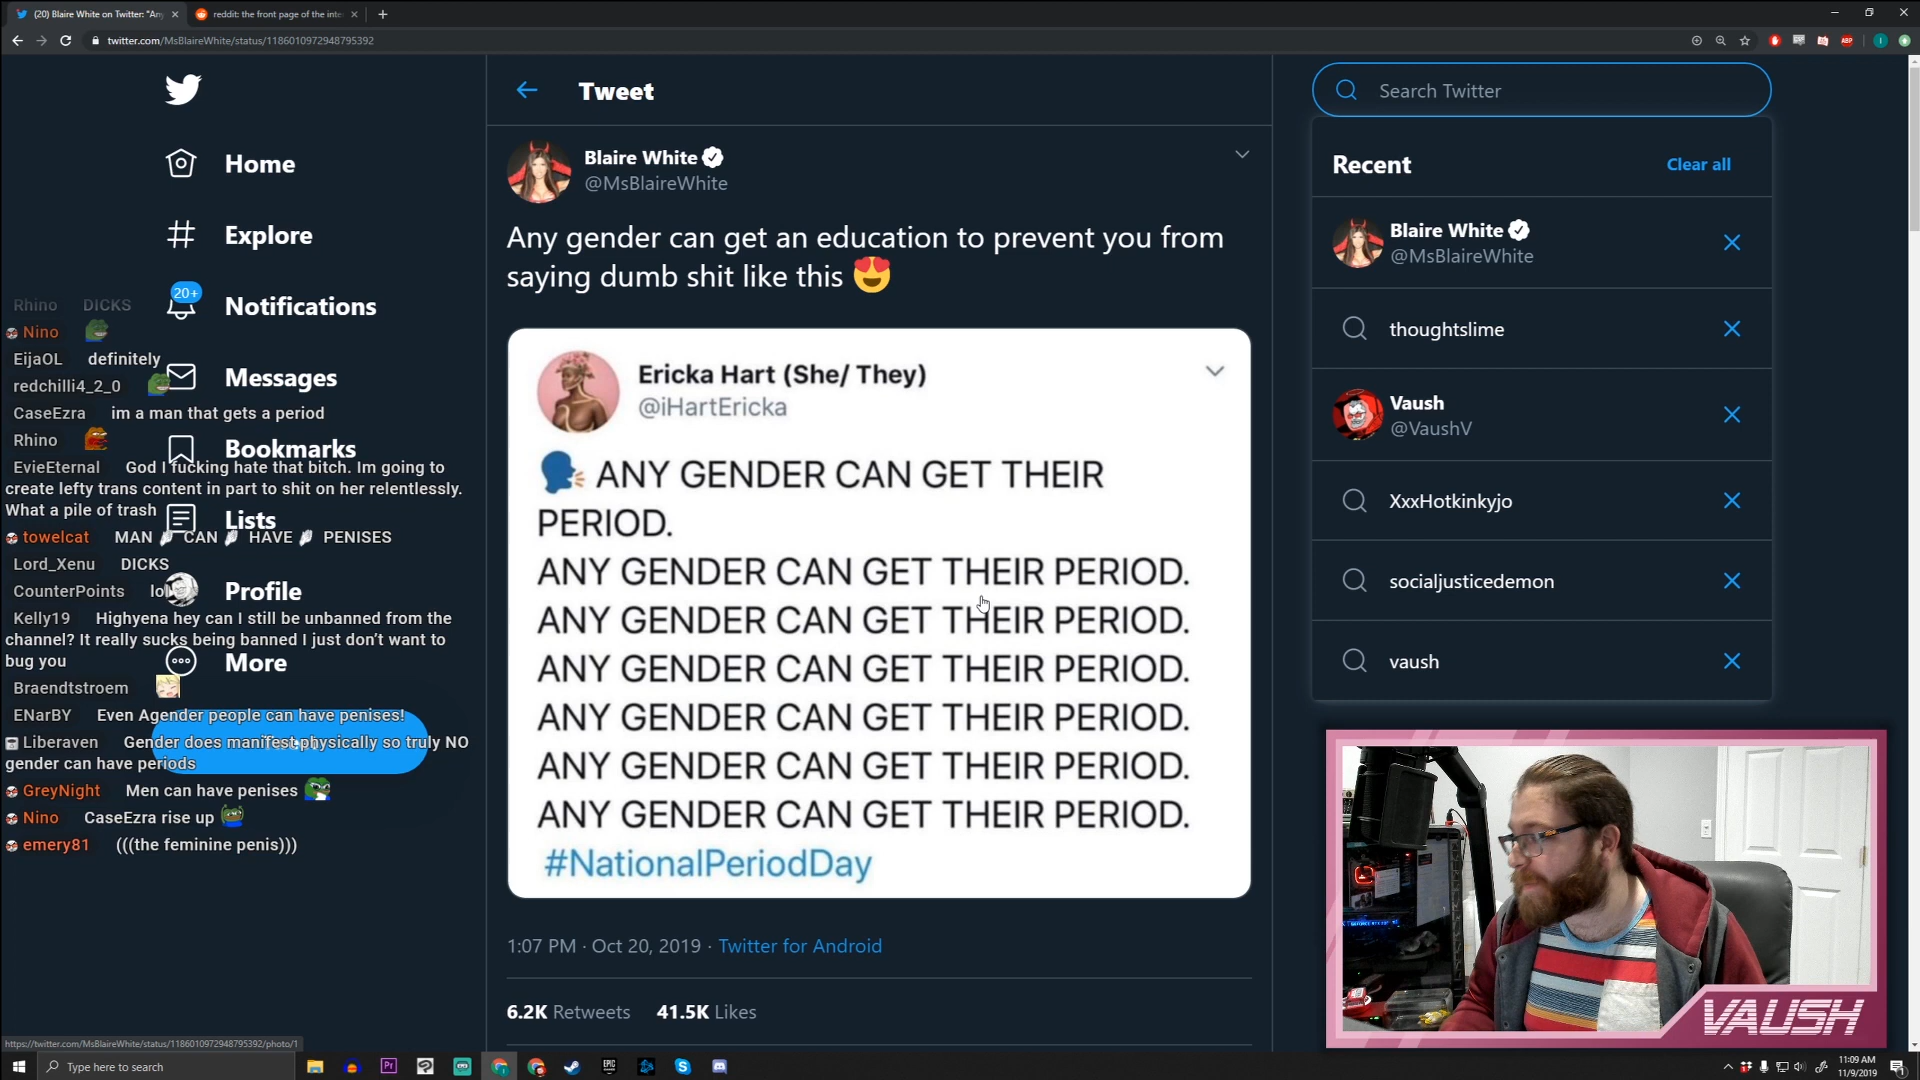 (20) Blaire White on Twitter: "Any
reddit: the front page of the inte
twitter.com/MsBlaireWhite/status/1186010972948795392
Home
Explore
20+
Notifications
Messages
Bookmarks
Lists
Profile
More
Rhino DICKS
Nino
EijaOL definitely
redchilli4_2_0
CaseEzra im a man that gets a period
Rhino
EvieEternal God I fucking hate that bitch. Im going to
create lefty trans content in part to shit on her relentlessly.
What a pile of trash
towelcat MAN CAN HAVE PENISES
Lord_Xenu DICKS
CounterPoints lol
Kelly19 Highyena hey can I still be unbanned from the
channel? It really sucks being banned I just don't want to
bug you
Braendtstroem
ENarBY Even Agender people can have penises!
Liberaven Gender does manifest physically so truly NO
gender can have periods
GreyNight Men can have penises
Nino CaseEzra rise up
emery81 (((the feminine penis)))
Tweet
Blaire White
@MsBlaireWhite
Any gender can get an education to prevent you from
saying dumb shit like this 😍
Ericka Hart (She/ They)
@iHartEricka
🗣 ANY GENDER CAN GET THEIR
PERIOD.
ANY GENDER CAN GET THEIR PERIOD.
ANY GENDER CAN GET THEIR PERIOD.
ANY GENDER CAN GET THEIR PERIOD.
ANY GENDER CAN GET THEIR PERIOD.
ANY GENDER CAN GET THEIR PERIOD.
ANY GENDER CAN GET THEIR PERIOD.
#NationalPeriodDay
1:07 PM · Oct 20, 2019 · Twitter for Android
6.2K Retweets 41.5K Likes
Search Twitter
Recent Clear all
Blaire White
@MsBlaireWhite
thoughtslime
Vaush
@VaushV
XxxHotkinkyjo
socialjusticedemon
vaush
VAUSH
https://twitter.com/MsBlaireWhite/status/1186010972948795392/photo/1
Type here to search
11:09 AM
11/9/2019